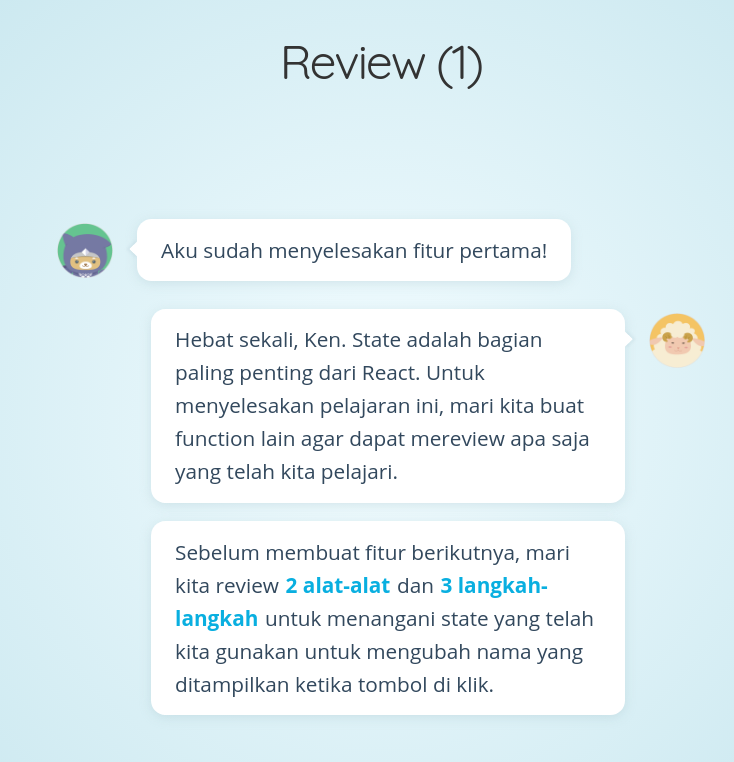 Review (1)
Aku sudah menyelesakan fitur pertama!
Hebat sekali, Ken. State adalah bagian
paling penting dari React. Untuk
menyelesakan pelajaran ini, mari kita buat
function lain agar dapat mereview apa saja
yang telah kita pelajari.
Sebelum membuat fitur berikutnya, mari
kita review 2 alat-alat dan 3 langkah-
langkah untuk menangani state yang telah
kita gunakan untuk mengubah nama yang
ditampilkan ketika tombol di klik.